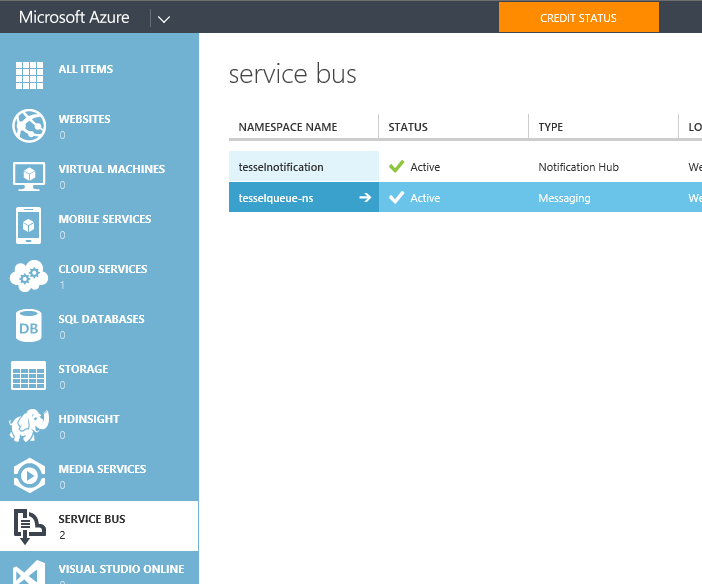 Microsoft Azure
CREDIT STATUS
ALL ITEMS
WEBSITES
0
VIRTUAL MACHINES
0
MOBILE SERVICES
0
CLOUD SERVICES
1
SQL DATABASES
0
DB
STORAGE
0
HDINSIGHT
0
MEDIA SERVICES
0
SERVICE BUS
2
VISUAL STUDIO ONLINE
service bus
NAMESPACE NAME STATUS TYPE LO
tesselnotification Active Notification Hub We
tesselqueue-ns Active Messaging We